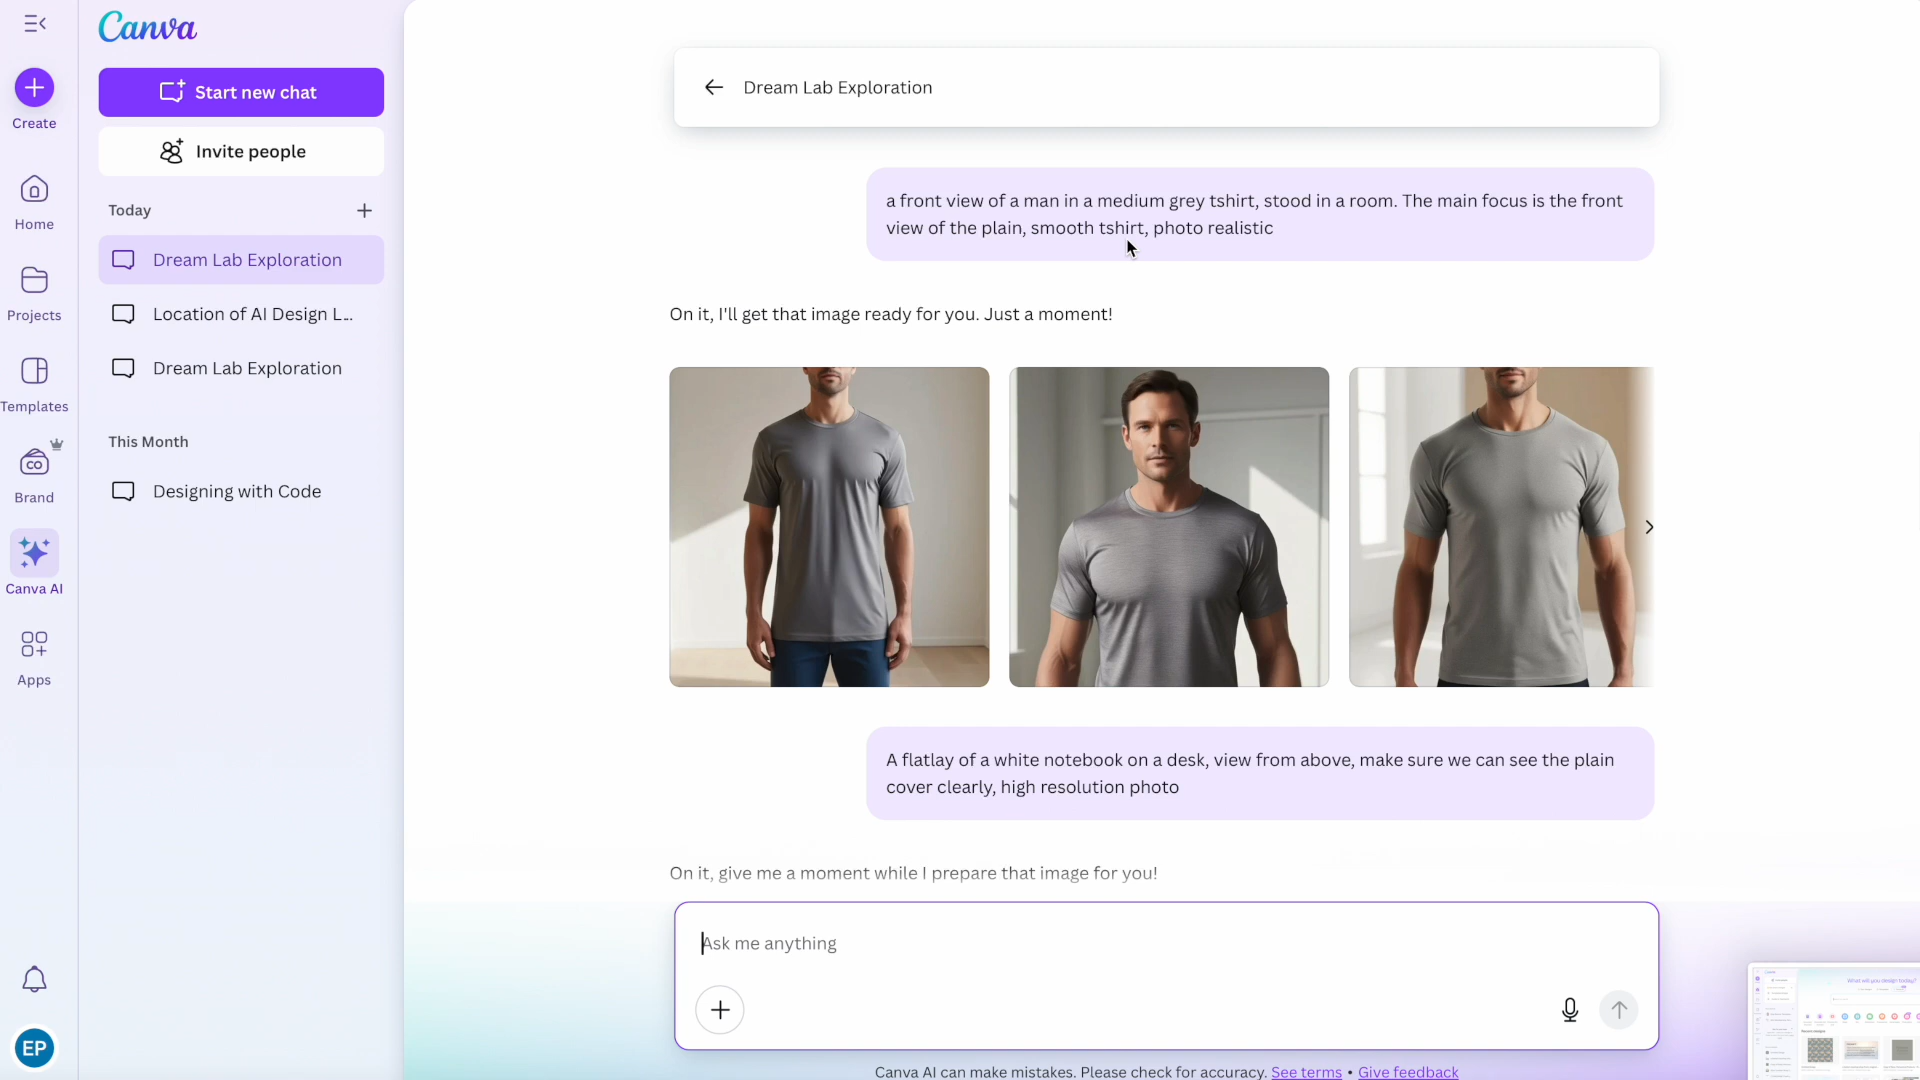 Canva
Start new chat
Invite people
Create
Today
Home
Dream Lab Exploration
Projects
Location of AI Design L...
Dream Lab Exploration
Templates
This Month
Designing with Code
Brand
Canva AI
Apps
EP
Dream Lab Exploration
a front view of a man in a medium grey tshirt, stood in a room. The main focus is the front
view of the plain, smooth tshirt, photo realistic
On it, I'll get that image ready for you. Just a moment!
A flatlay of a white notebook on a desk, view from above, make sure we can see the plain
cover clearly, high resolution photo
On it, give me a moment while I prepare that image for you!
Ask me anything
Canva AI can make mistakes. Please check for accuracy. See terms • Give feedback
What will you design today?